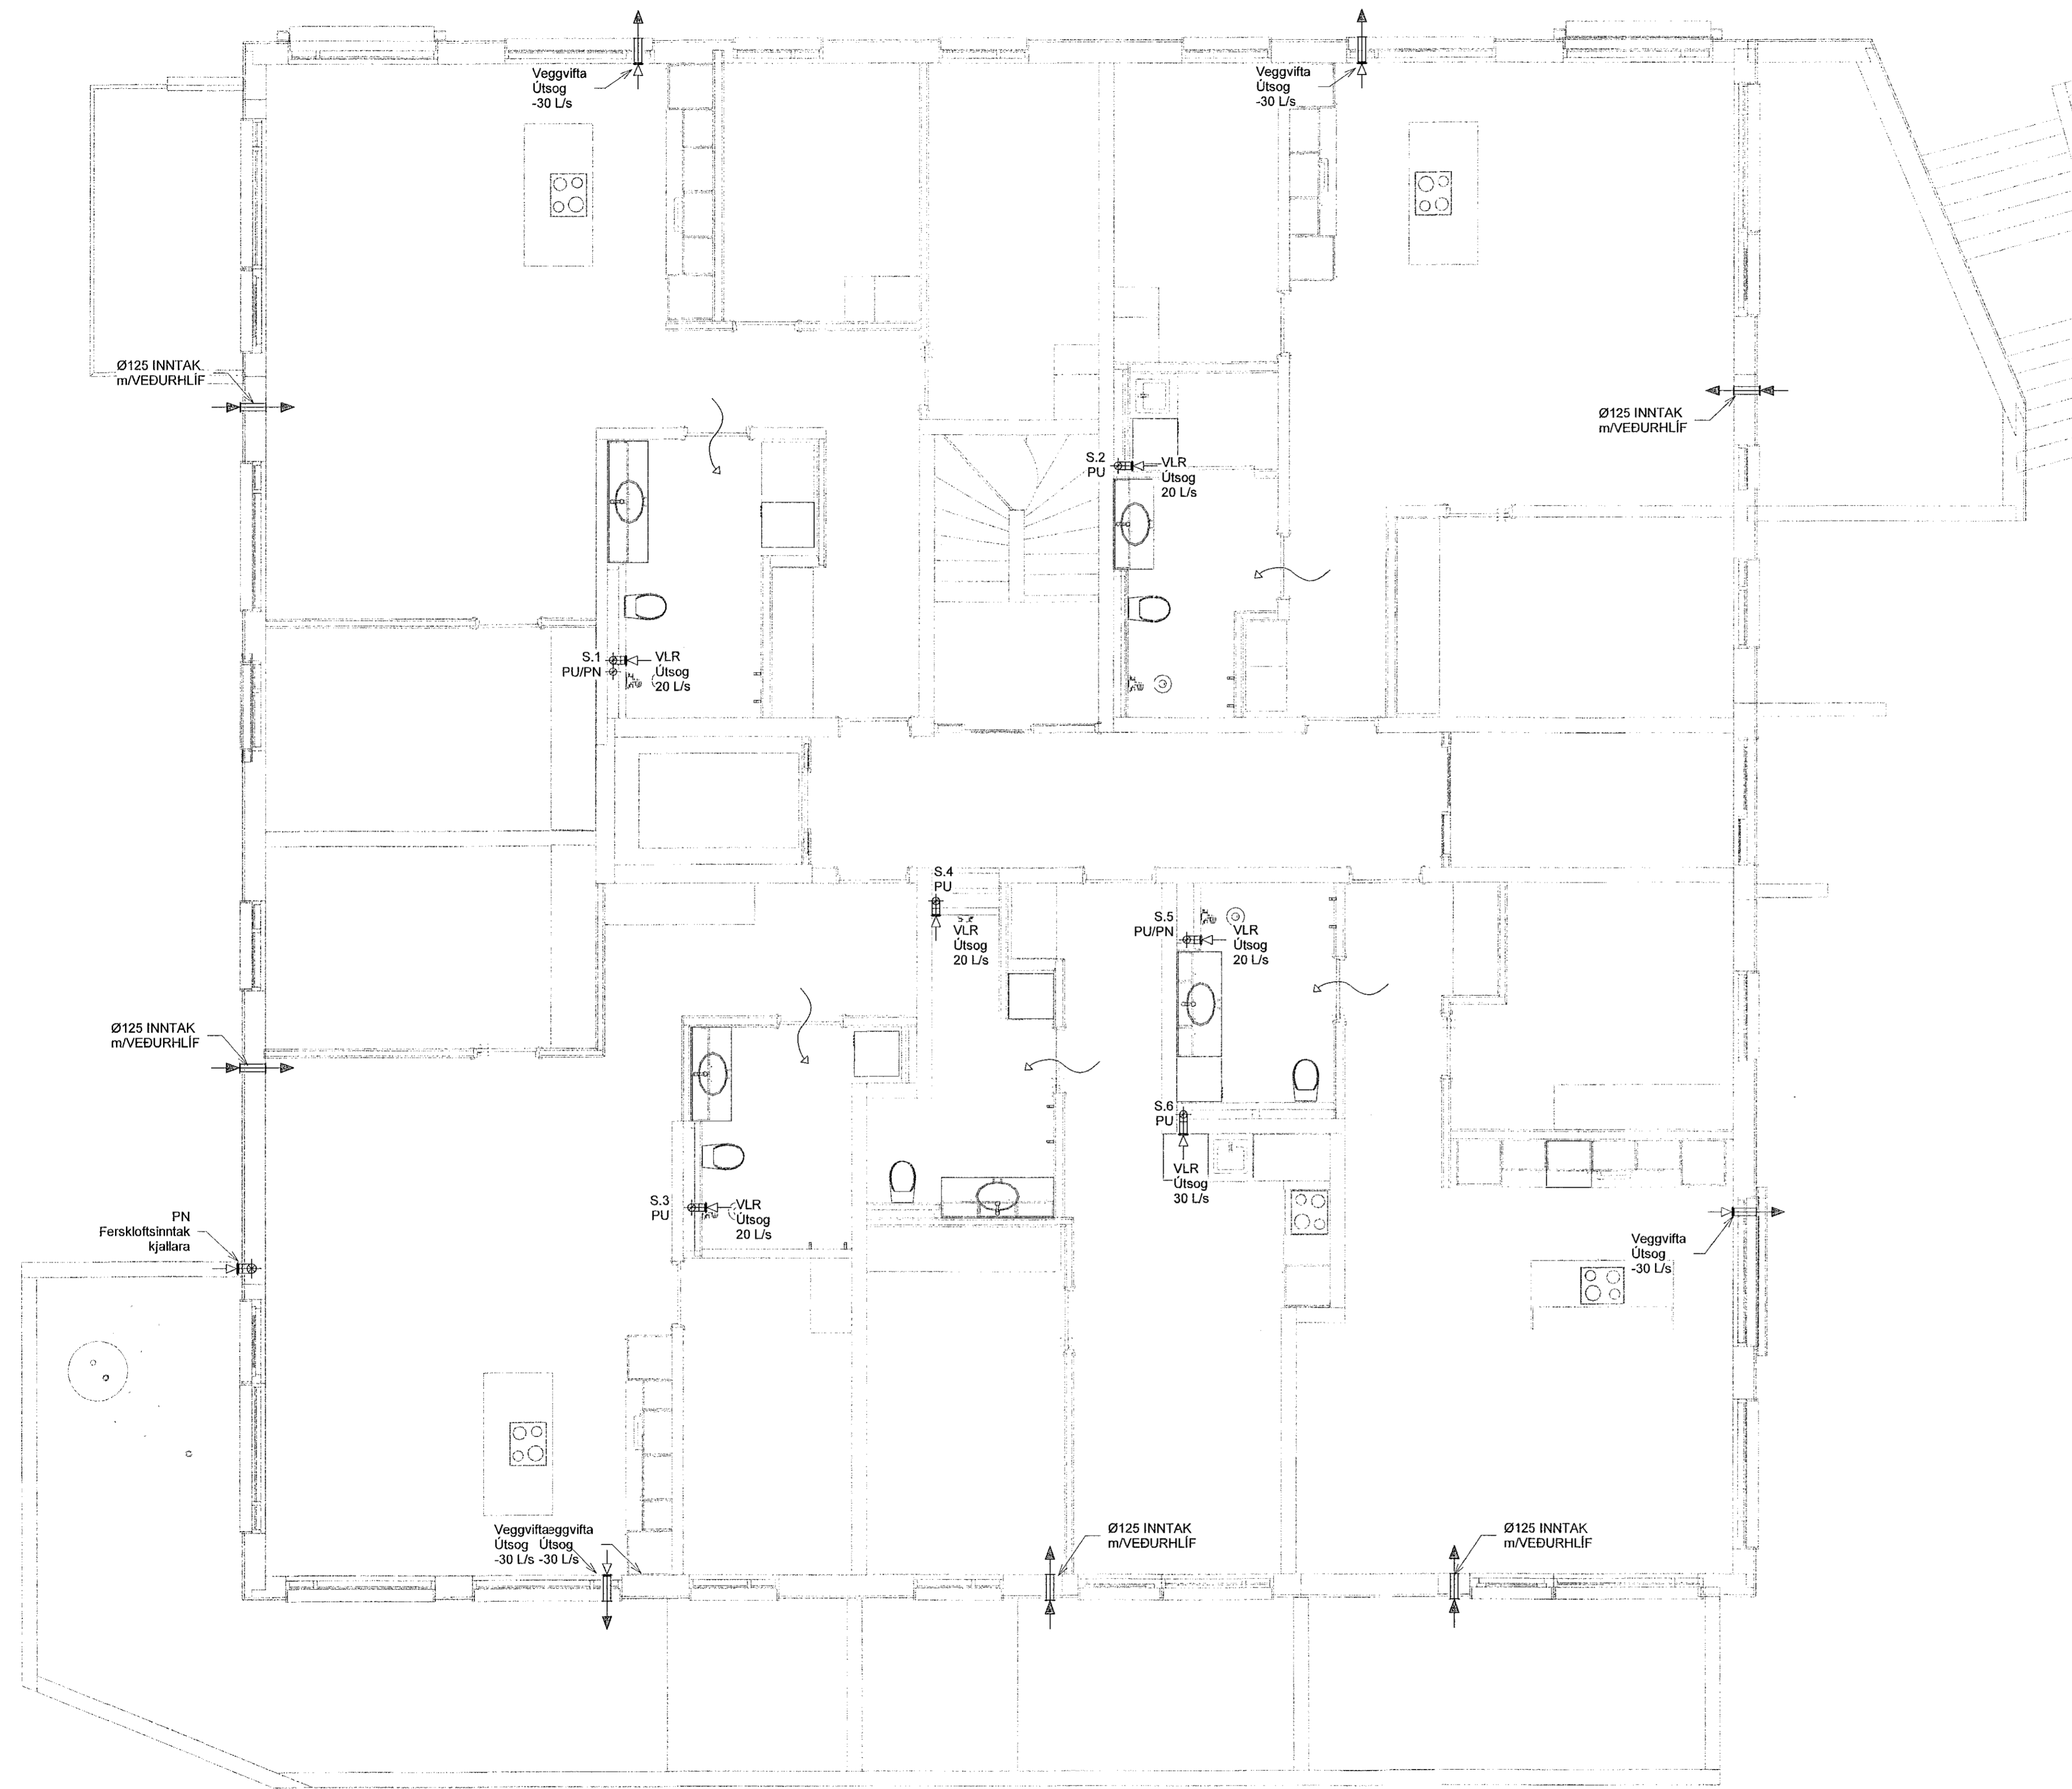 Veggvifta
Útsog
-30 L/s
Veggvifta
Útsog
-30 L/s
Ø125 INNTAK
m/VEÐURHLÍF
Ø125 INNTAK
m/VEÐURHLÍF
S.2
PU
VLR
Útsog
20 L/s
S.1
PU/PN
VLR
Útsog
20 L/s
S.4
PU
VLR
Útsog
20 L/s
S.5
PU/PN
VLR
Útsog
20 L/s
Ø125 INNTAK
m/VEÐURHLÍF
S.6
PU
VLR
Útsog
30 L/s
S.3
PU
VLR
Útsog
20 L/s
PN
Ferskloftsinntak
kjallara
Veggvifta
Útsog
-30 L/s
Veggviftaeggvifta
Útsog Útsog
-30 L/s -30 L/s
Ø125 INNTAK
m/VEÐURHLÍF
Ø125 INNTAK
m/VEÐURHLÍF